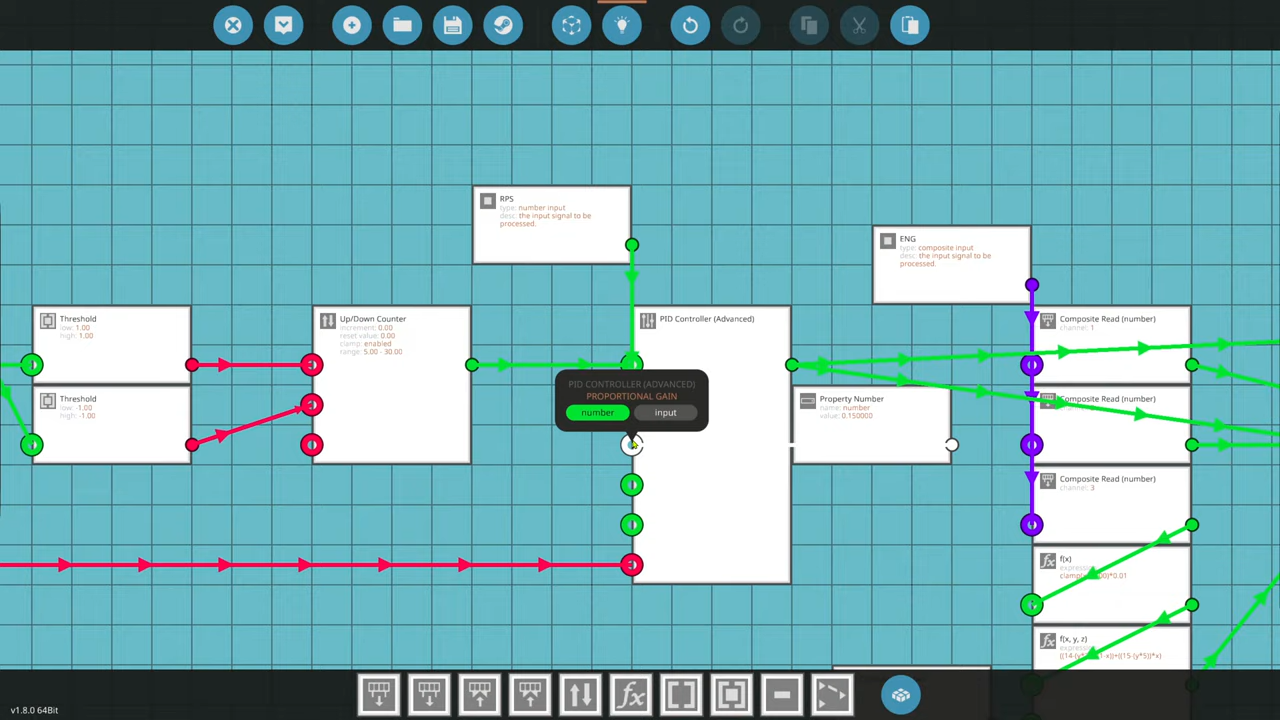 RPS
type: number input
desc: the input signal to be
processed.
ENG
type: composite input
desc: the input signal to be
processed.
Threshold
low: 1.00
high: 1.00
Up/Down Counter
increment: 0.00
reset value: 0.00
clamp: enabled
range: 5.00 - 30.00
PID Controller (Advanced)
Composite Read (number)
channel: 1
PID CONTROLLER (ADVANCED)
PROPORTIONAL GAIN
number input
Threshold
low: -1.00
high: -1.00
Property Number
name: number
value: 0.150000
Composite Read (number)
Composite Read (number)
channel: 3
f(x)
f(x, y, z)
v1.8.0 64Bit